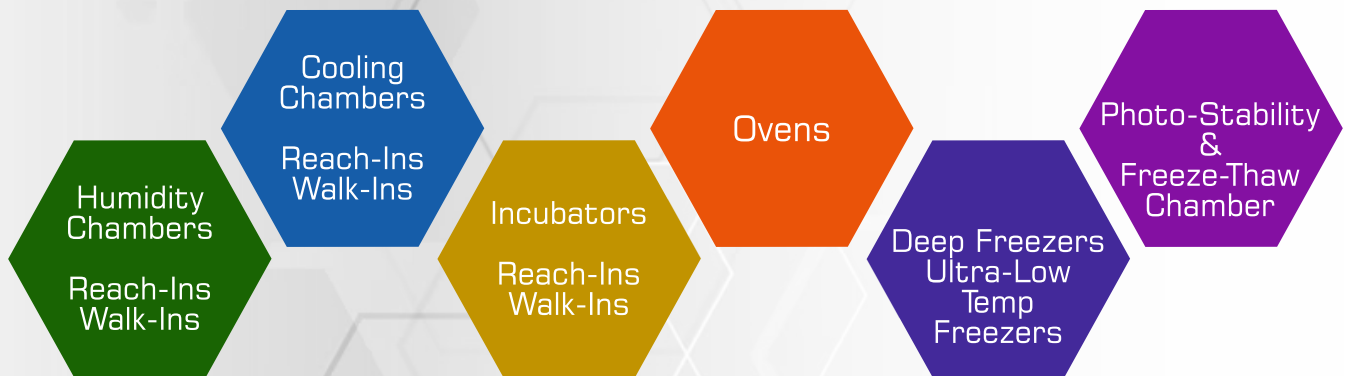 Humidity
Chambers
Reach-Ins
Walk-Ins
Cooling
Chambers
Reach-Ins
Walk-Ins
Incubators
Reach-Ins
Walk-Ins
Ovens
Deep Freezers
Ultra-Low
Temp
Freezers
Photo-Stability
&
Freeze-Thaw
Chamber